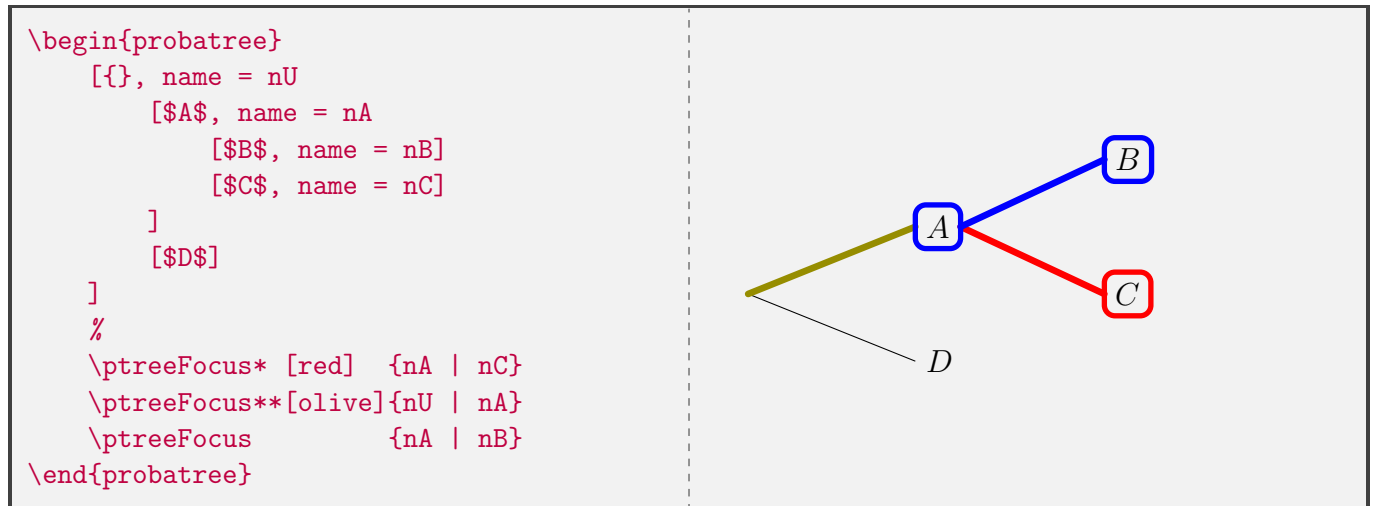 \begin{probatree}
    [{}, name = nU
        [$A$, name = nA
            [$B$, name = nB]
            [$C$, name = nC]
        ]
        [$D$]
    ]
    %
    \ptreeFocus* [red]  {nA | nC}
    \ptreeFocus**[olive]{nU | nA}
    \ptreeFocus         {nA | nB}
\end{probatree}
B
A
C
D